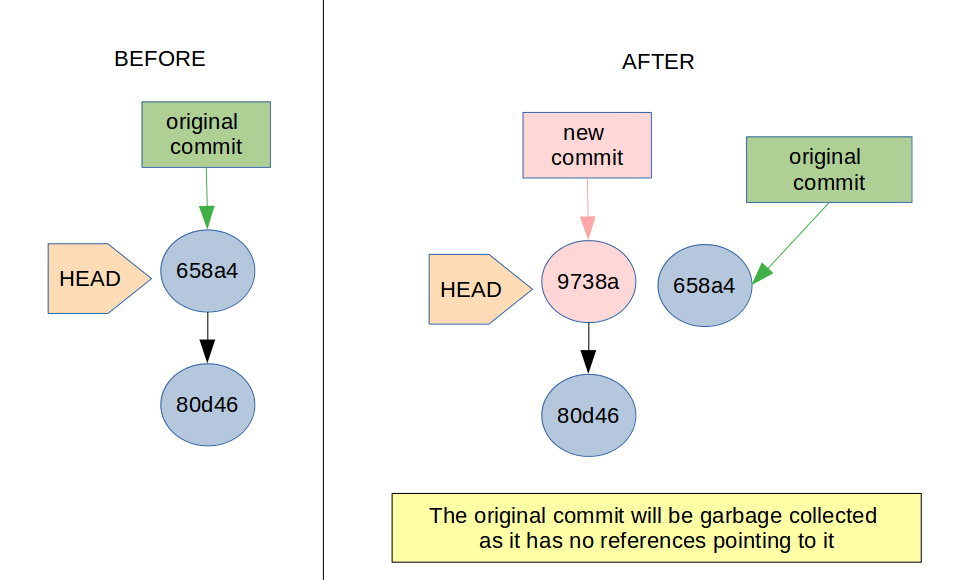 BEFORE
original
commit
HEAD
658a4
80d46
AFTER
new
commit
original
commit
HEAD
9738a
658a4
80d46
The original commit will be garbage collected
as it has no references pointing to it